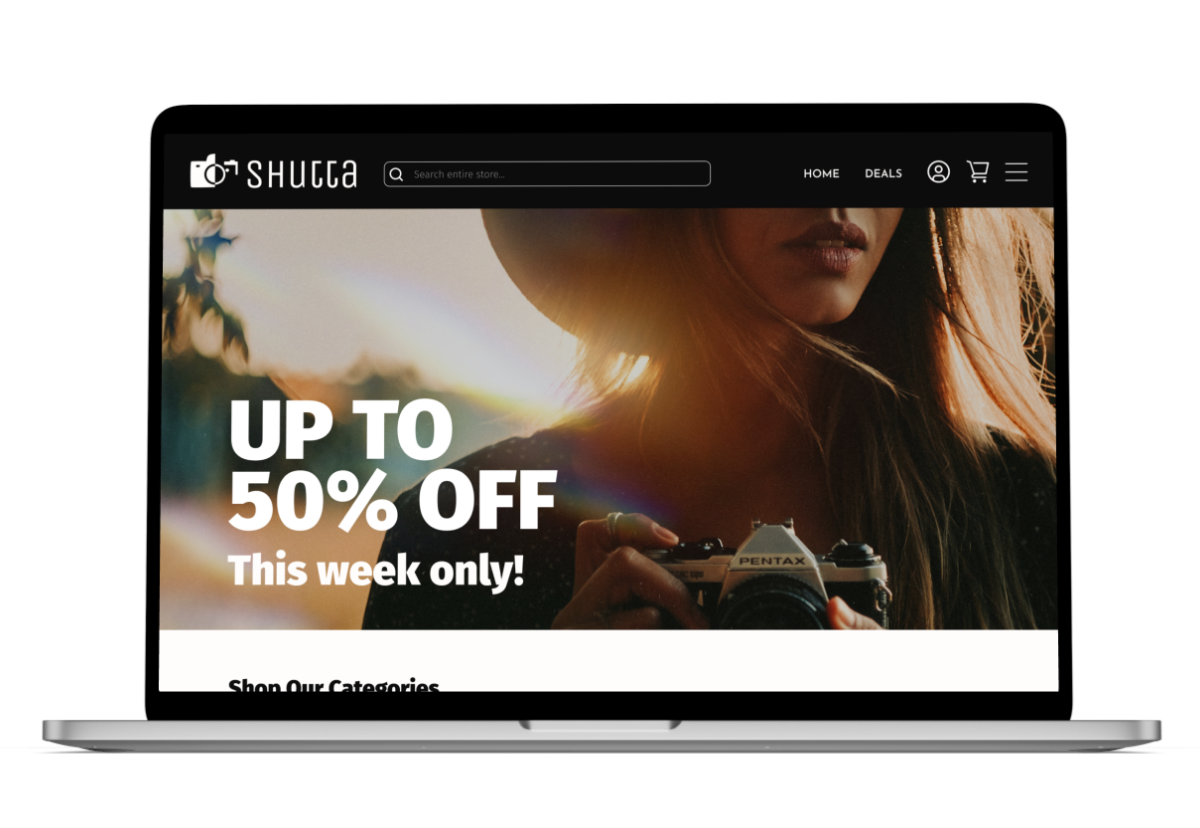 SHUTTA
Search entire store...
HOME
DEALS
UP TO
50% OFF
This week only!
PENTAX
Shop Our Categories